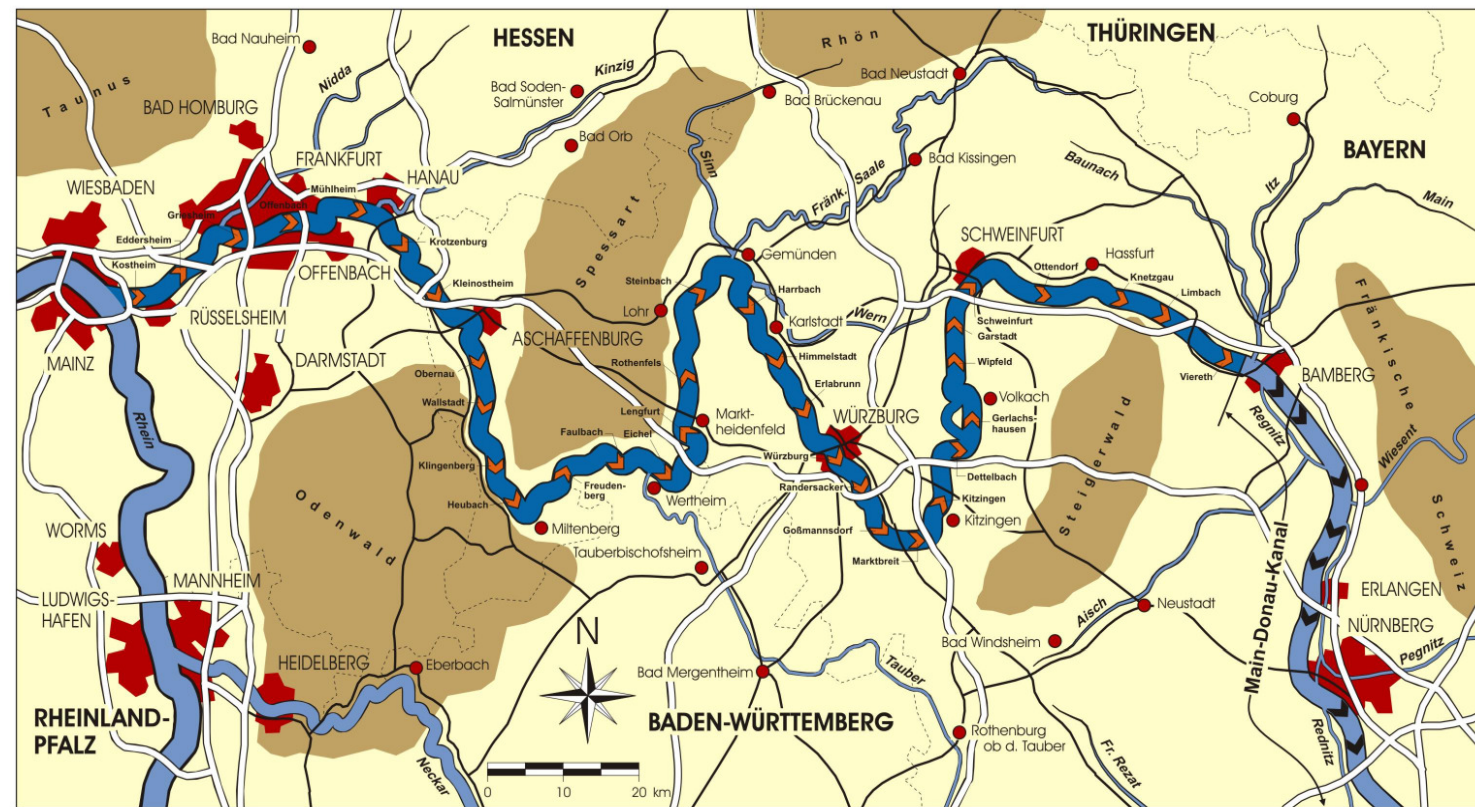 HESSEN
THÜRINGEN
BAYERN
RHEINLAND-
PFALZ
BADEN-WÜRTTEMBERG
Taunus
Bad Nauheim
Nidda
BAD HOMBURG
Bad Soden-
Salmünster
Kinzig
Bad Orb
Rhön
Bad Brückenau
Bad Neustadt
Coburg
Sinn
Fränk. Saale
Bad Kissingen
Baunach
Itz
Main
FRANKFURT
WIESBADEN
HANAU
Mühlheim
Offenbach
Griesheim
Eddersheim
Kostheim
OFFENBACH
Krotzenburg
Kleinostheim
RÜSSELSHEIM
MAINZ
DARMSTADT
ASCHAFFENBURG
Spessart
Lohr
Steinbach
Gemünden
Harrbach
Karlstadt
Wern
Himmelstadt
Rothenfels
Erlabrunn
SCHWEINFURT
Hassfurt
Ottendorf
Knetzgau
Limbach
Schweinfurt
Garstadt
Wipfeld
Volkach
Gerlachs-
hausen
Viereth
BAMBERG
Fränkische
Schweiz
Rhein
Obernau
Wallstadt
Klingenberg
Heubach
Lengfurt
Markt-
heidenfeld
Faulbach
Eichel
Freuden-
berg
Wertheim
Miltenberg
WÜRZBURG
Würzburg
Randersacker
Goßmannsdorf
Marktbreit
Dettelbach
Kitzingen
Kitzingen
Steigerwald
Regnitz
Wiesent
Odenwald
WORMS
MANNHEIM
LUDWIGS-
HAFEN
HEIDELBERG
Eberbach
Neckar
Tauberbischofsheim
N
Bad Mergentheim
Tauber
Bad Windsheim
Aisch
Neustadt
Main-Donau-Kanal
ERLANGEN
NÜRNBERG
Pegnitz
Rednitz
Rothenburg
ob d. Tauber
Fr. Rezat
0 10 20 km